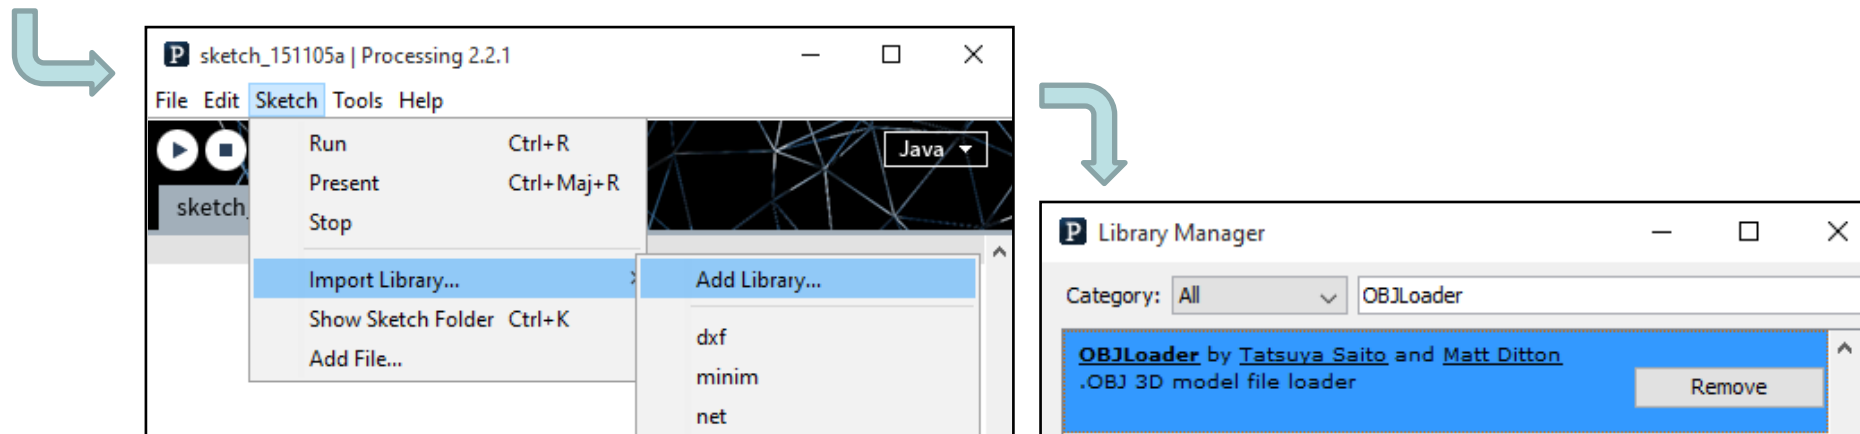 sketch_151105a | Processing 2.2.1
File Edit Sketch Tools Help
Run Ctrl+R
Present Ctrl+Maj+R
Stop
Java
sketch_
Import Library...
Show Sketch Folder Ctrl+K
Add File...
Add Library...
dxf
minim
net
Library Manager
Category: All OBJLoader
OBJLoader by Tatsuya Saito and Matt Ditton
.OBJ 3D model file loader
Remove